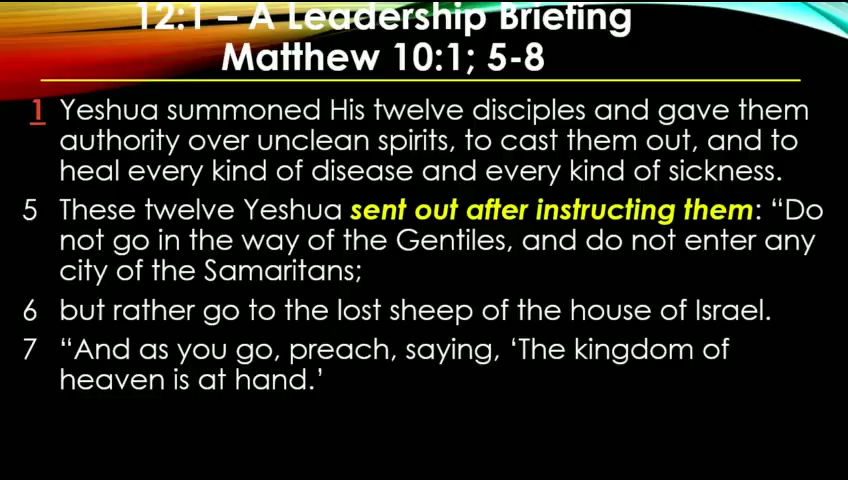 12:1 – A Leadership Briefing
Matthew 10:1; 5-8
1 Yeshua summoned His twelve disciples and gave them
authority over unclean spirits, to cast them out, and to
heal every kind of disease and every kind of sickness.
5 These twelve Yeshua sent out after instructing them: “Do
not go in the way of the Gentiles, and do not enter any
city of the Samaritans;
6 but rather go to the lost sheep of the house of Israel.
7 “And as you go, preach, saying, ‘The kingdom of
heaven is at hand.’